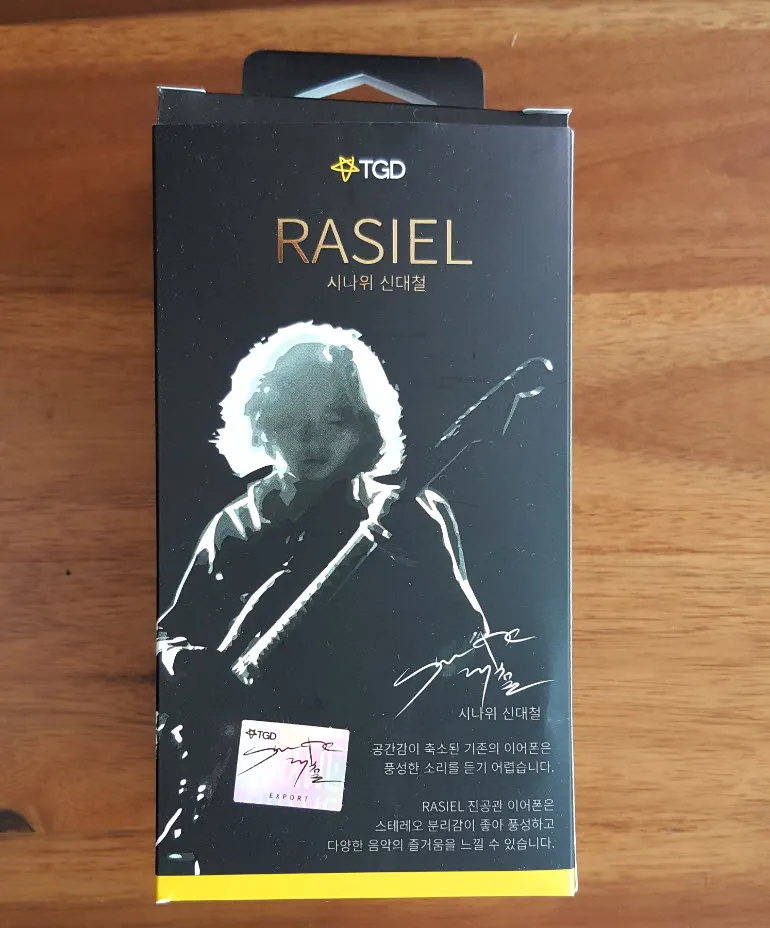 TGD
RASIEL
시나위 신대철
시나위 신대철
공간감이 축소된 기존의 이어폰은
풍성한 소리를 듣기 어렵습니다.
TGD
EXPORT
RASIEL 진공관 이어폰은
스테레오 분리감이 좋아 풍성하고
다양한 음악의 즐거움을 느낄 수 있습니다.